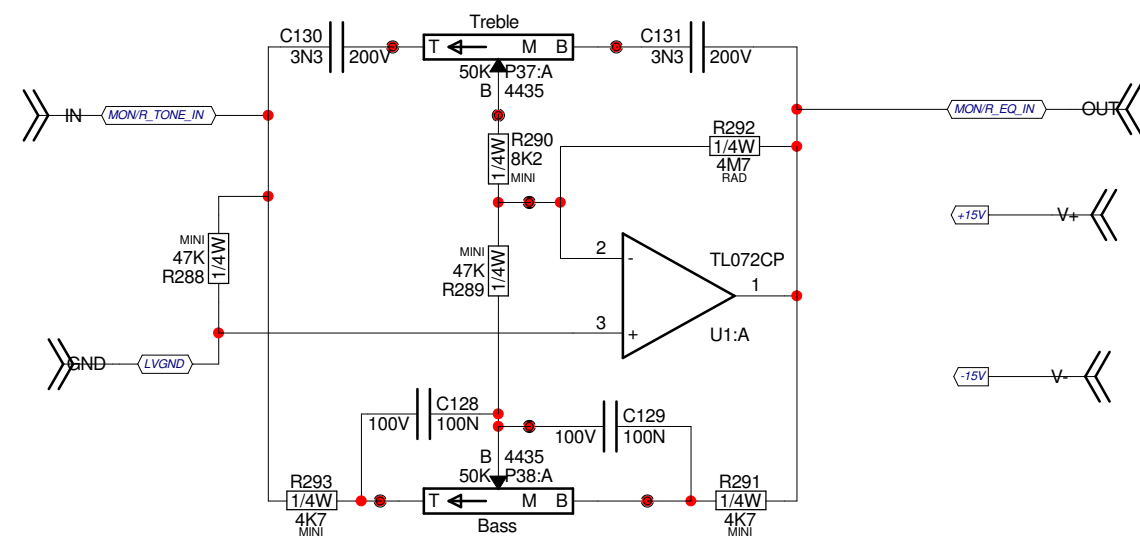 Treble
C130
3N3
200V
T
M
B
C131
3N3
200V
50K
P37:A
B
4435
IN
MON/R_TONE_IN
MON/R_EQ_IN
OUT
1/4W
R290
8K2
MINI
R292
1/4W
4M7
RAD
MINI
47K
R288
1/4W
MINI
47K
R289
1/4W
+15V
V+
2
-
TL072CP
1
3
+
U1:A
GND
LVGND
-15V
V-
C128
100V
100N
C129
100V
100N
B
4435
50K
P38:A
R293
1/4W
4K7
MINI
T
M
B
R291
1/4W
4K7
MINI
Bass